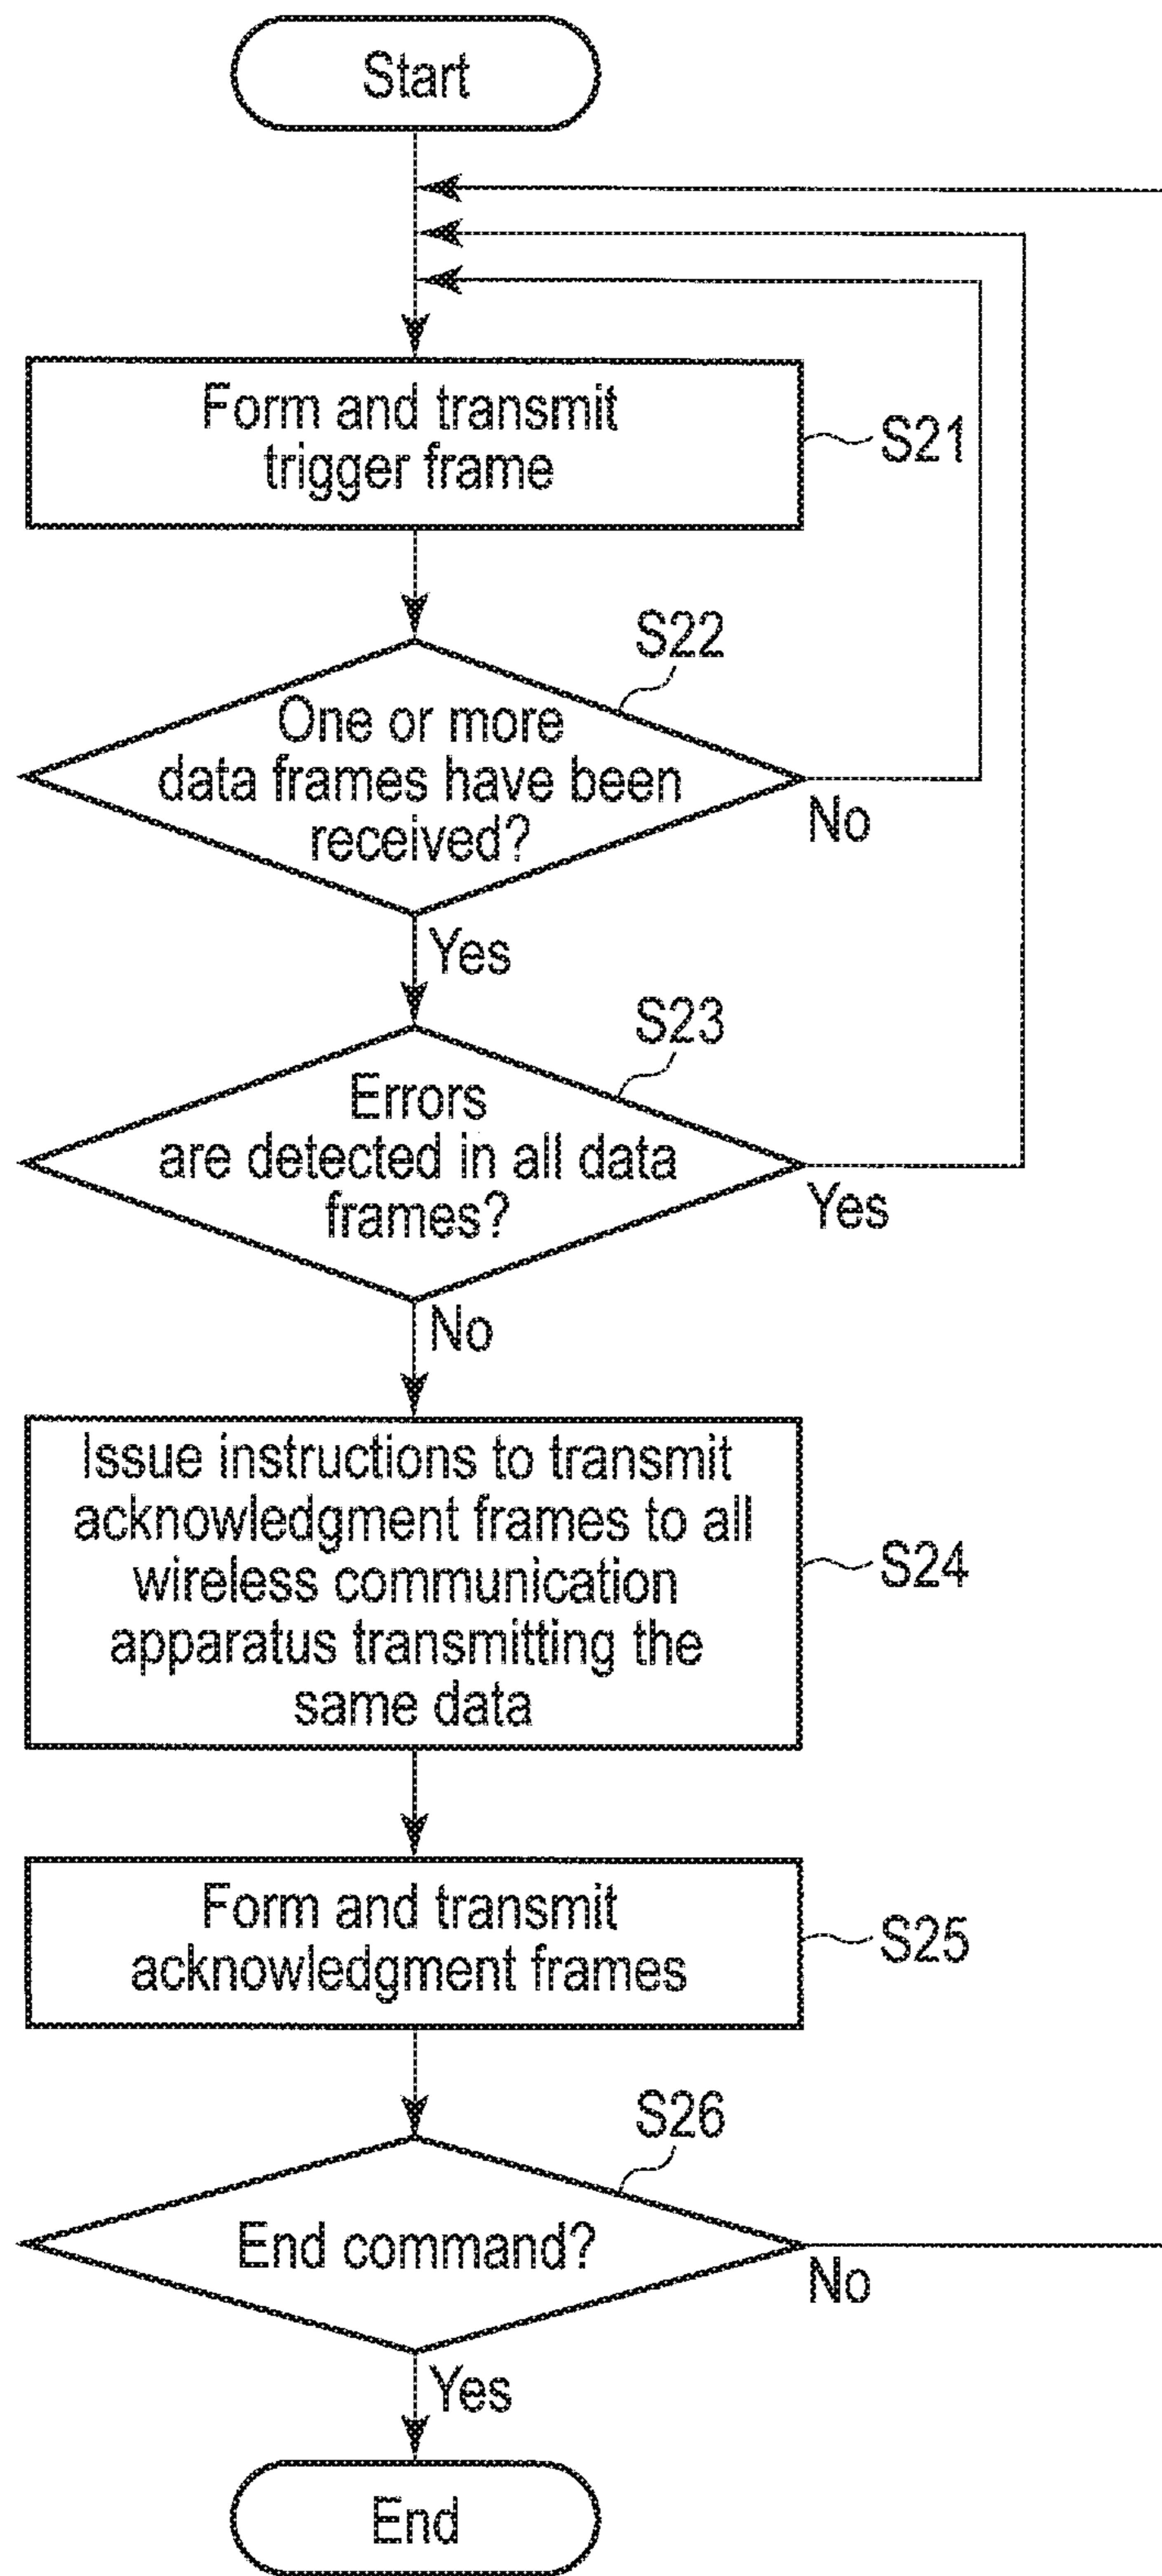 Start
Form and transmit
trigger frame
S21
S22
One or more
data frames have been
received?
No
Yes
S23
Errors
are detected in all data
frames?
Yes
No
Issue instructions to transmit
acknowledgment frames to all
wireless communication
apparatus transmitting the
same data
S24
Form and transmit
acknowledgment frames
S25
S26
End command?
No
Yes
End